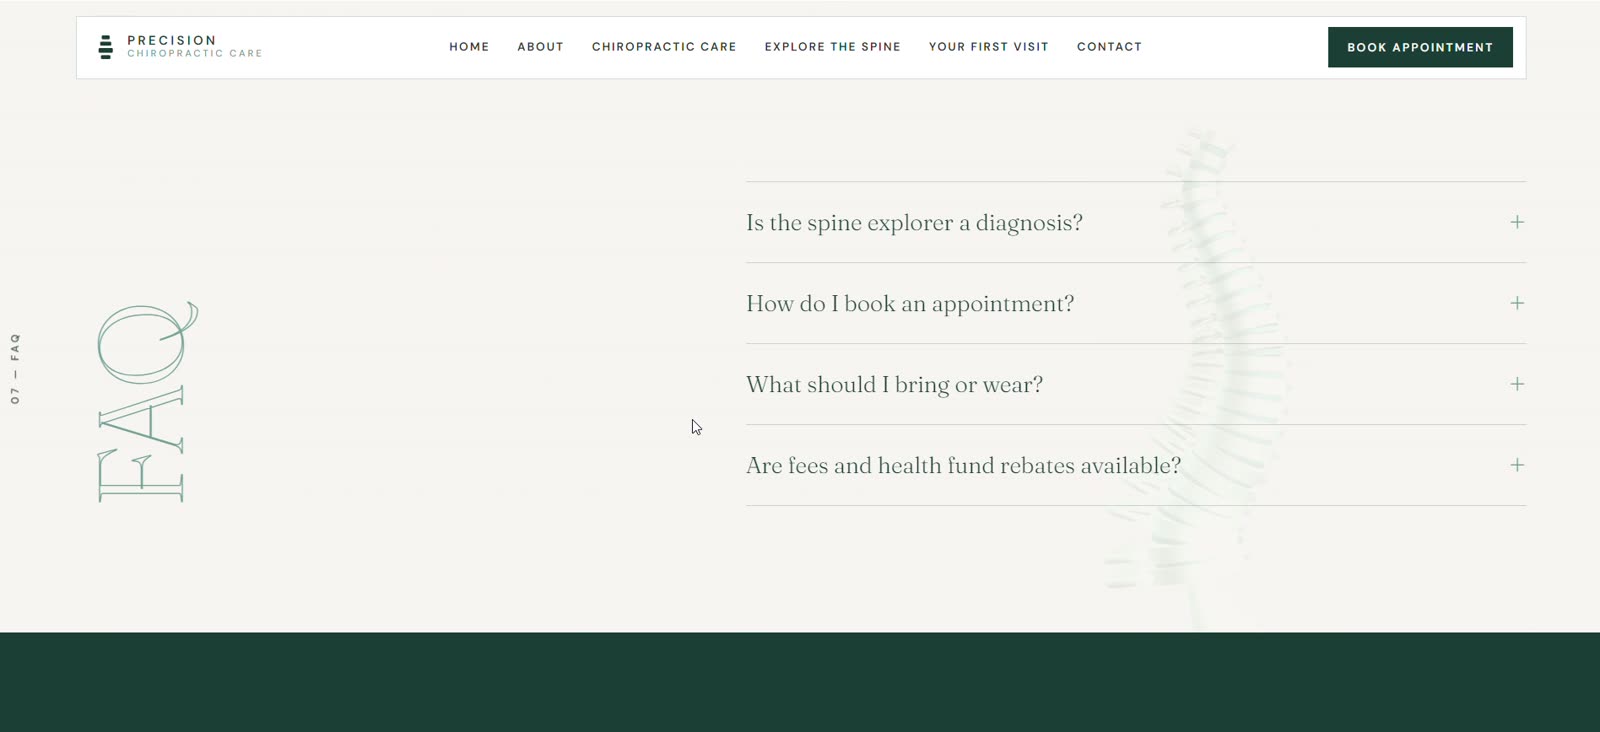 PRECISION
CHIROPRACTIC CARE
HOME ABOUT CHIROPRACTIC CARE EXPLORE THE SPINE YOUR FIRST VISIT CONTACT
BOOK APPOINTMENT
07 — FAQ
FAQ
Is the spine explorer a diagnosis? +
How do I book an appointment? +
What should I bring or wear? +
Are fees and health fund rebates available? +